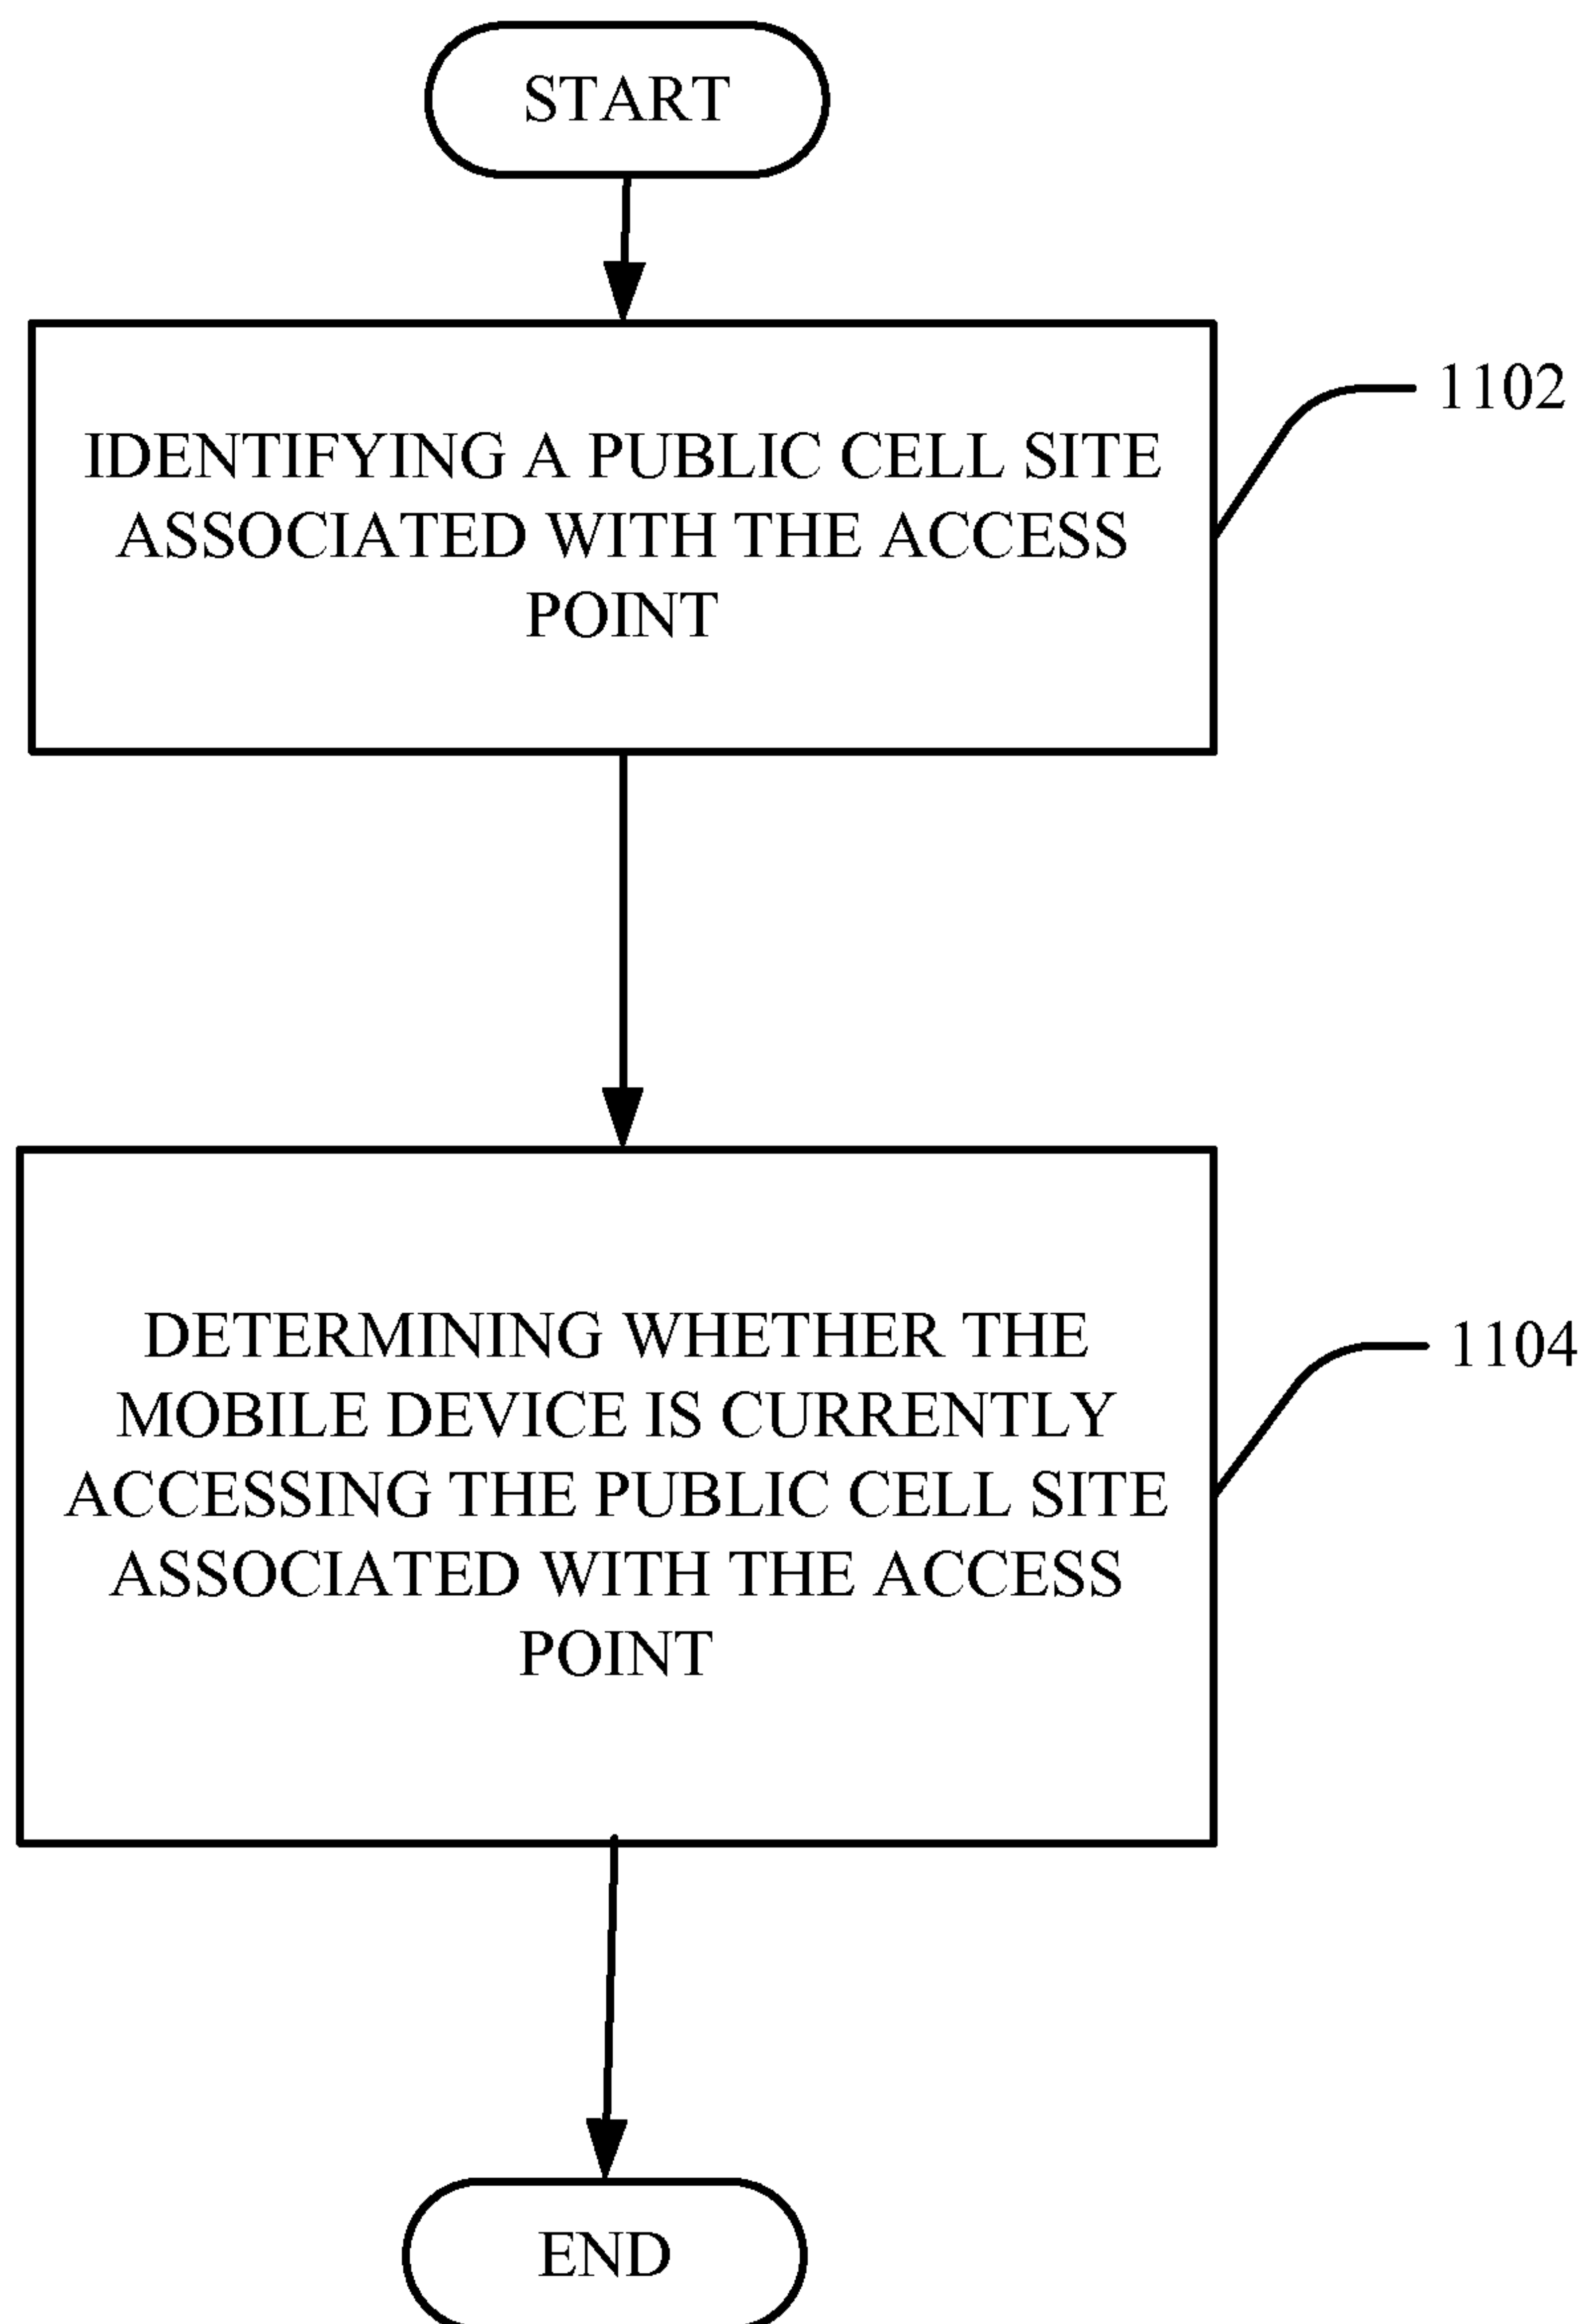 START
IDENTIFYING A PUBLIC CELL SITE
ASSOCIATED WITH THE ACCESS
POINT
1102
DETERMINING WHETHER THE
MOBILE DEVICE IS CURRENTLY
ACCESSING THE PUBLIC CELL SITE
ASSOCIATED WITH THE ACCESS
POINT
1104
END